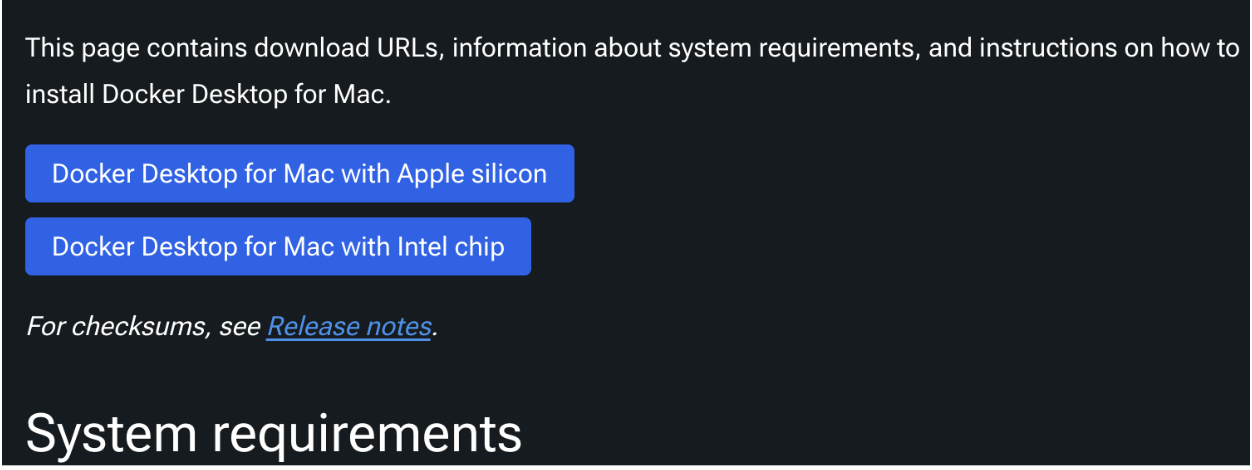 This page contains download URLs, information about system requirements, and instructions on how to
install Docker Desktop for Mac.
Docker Desktop for Mac with Apple silicon
Docker Desktop for Mac with Intel chip
For checksums, see Release notes.
System requirements